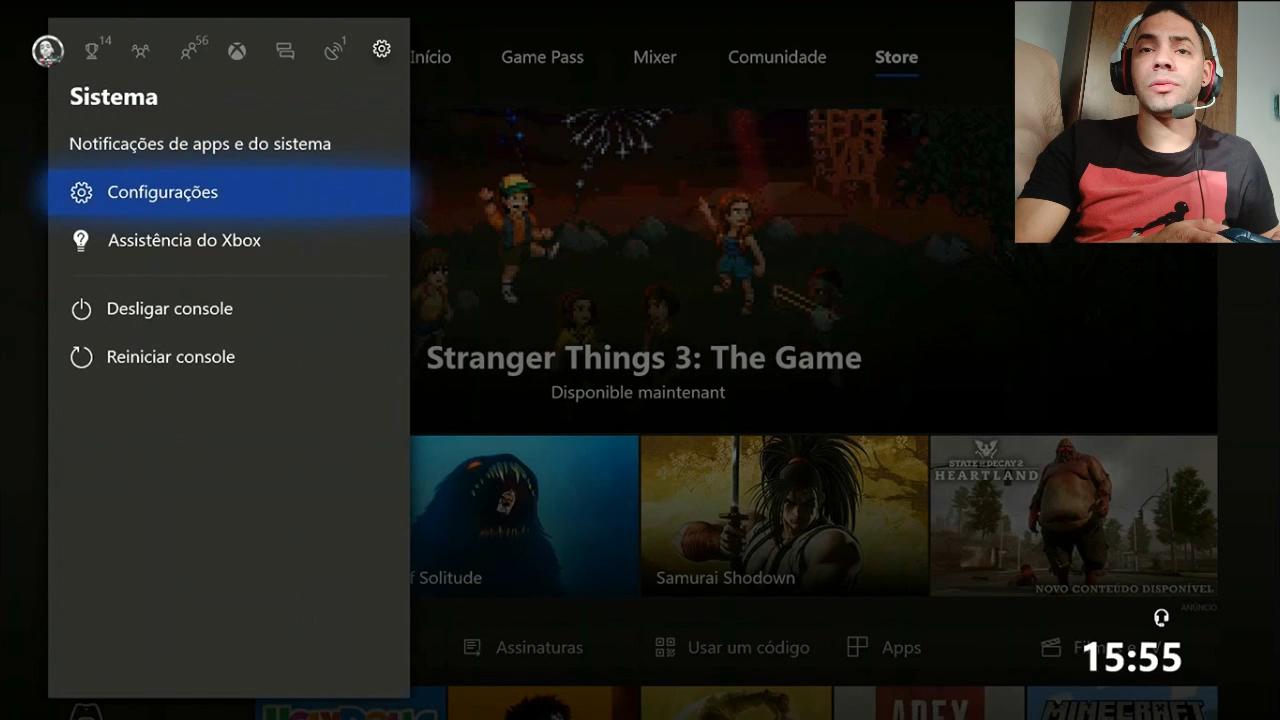 14
56
1
Início
Game Pass
Mixer
Comunidade
Store
Sistema
Notificações de apps e do sistema
Configurações
Assistência do Xbox
Desligar console
Reiniciar console
Stranger Things 3: The Game
Disponible maintenant
f Solitude
Samurai Shodown
STATE OF DECAY 2
HEARTLAND
NOVO CONTEÚDO DISPONÍVEL
ANÚNCIO
Assinaturas
Usar um código
Apps
15:55
APEX
MINECRAFT